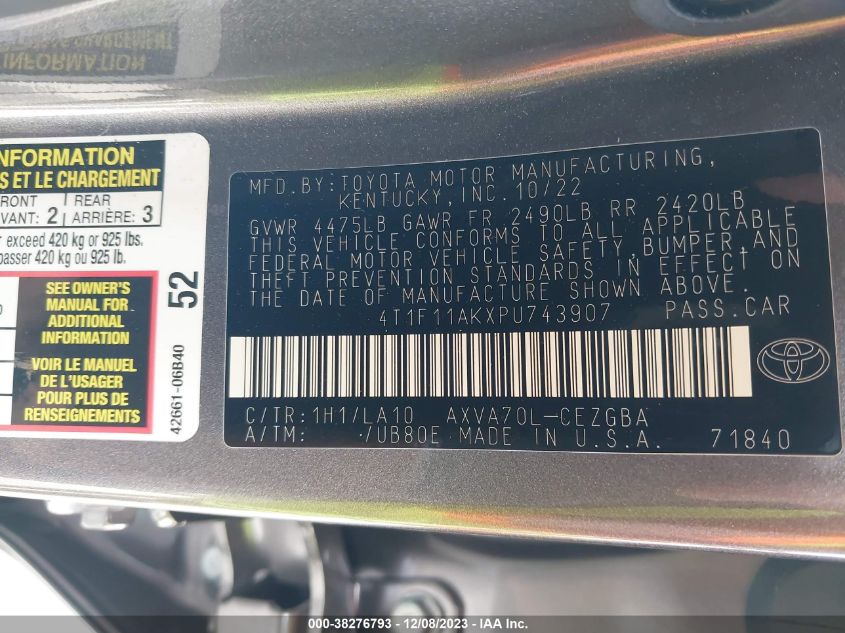 INFORMATION
S ET LE CHARGEMENT
FRONT
VANT: 2
REAR
ARRIÈRE: 3
r exceed 420 kg or 925 lbs.
passer 420 kg ou 925 lb.
SEE OWNER'S
MANUAL FOR
ADDITIONAL
INFORMATION
VOIR LE MANUEL
DE L'USAGER
POUR PLUS DE
RENSEIGNEMENTS
52
42661-06B40
MFD. BY: TOYOTA MOTOR MANUFACTURING,
KENTUCKY, INC. 10/22
GVWR 4475LB GAWR FR 2490LB RR 2420LB
THIS VEHICLE CONFORMS TO ALL APPLICABLE
FEDERAL MOTOR VEHICLE SAFETY, BUMPER, AND
THEFT PREVENTION STANDARDS IN EFFECT ON
THE DATE OF MANUFACTURE SHOWN ABOVE.
4T1F11AKXPU743907 PASS. CAR
C/TR: 1H1/LA10 AXVA70L-CEZGBA
A/TM: -/UB80E MADE IN U.S.A. 71840
000-38276793 - 12/08/2023 - © IAA, Inc.